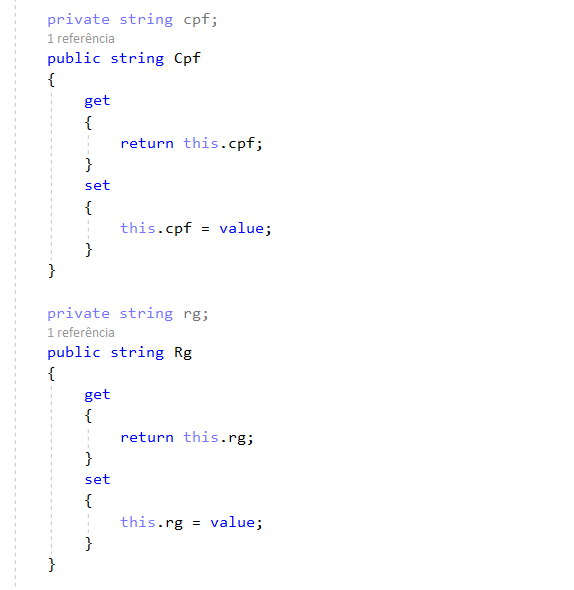 private string cpf;
1 referência
public string Cpf
{
get
{
return this.cpf;
}
set
{
this.cpf = value;
}
}
private string rg;
1 referência
public string Rg
{
get
{
return this.rg;
}
set
{
this.rg = value;
}
}